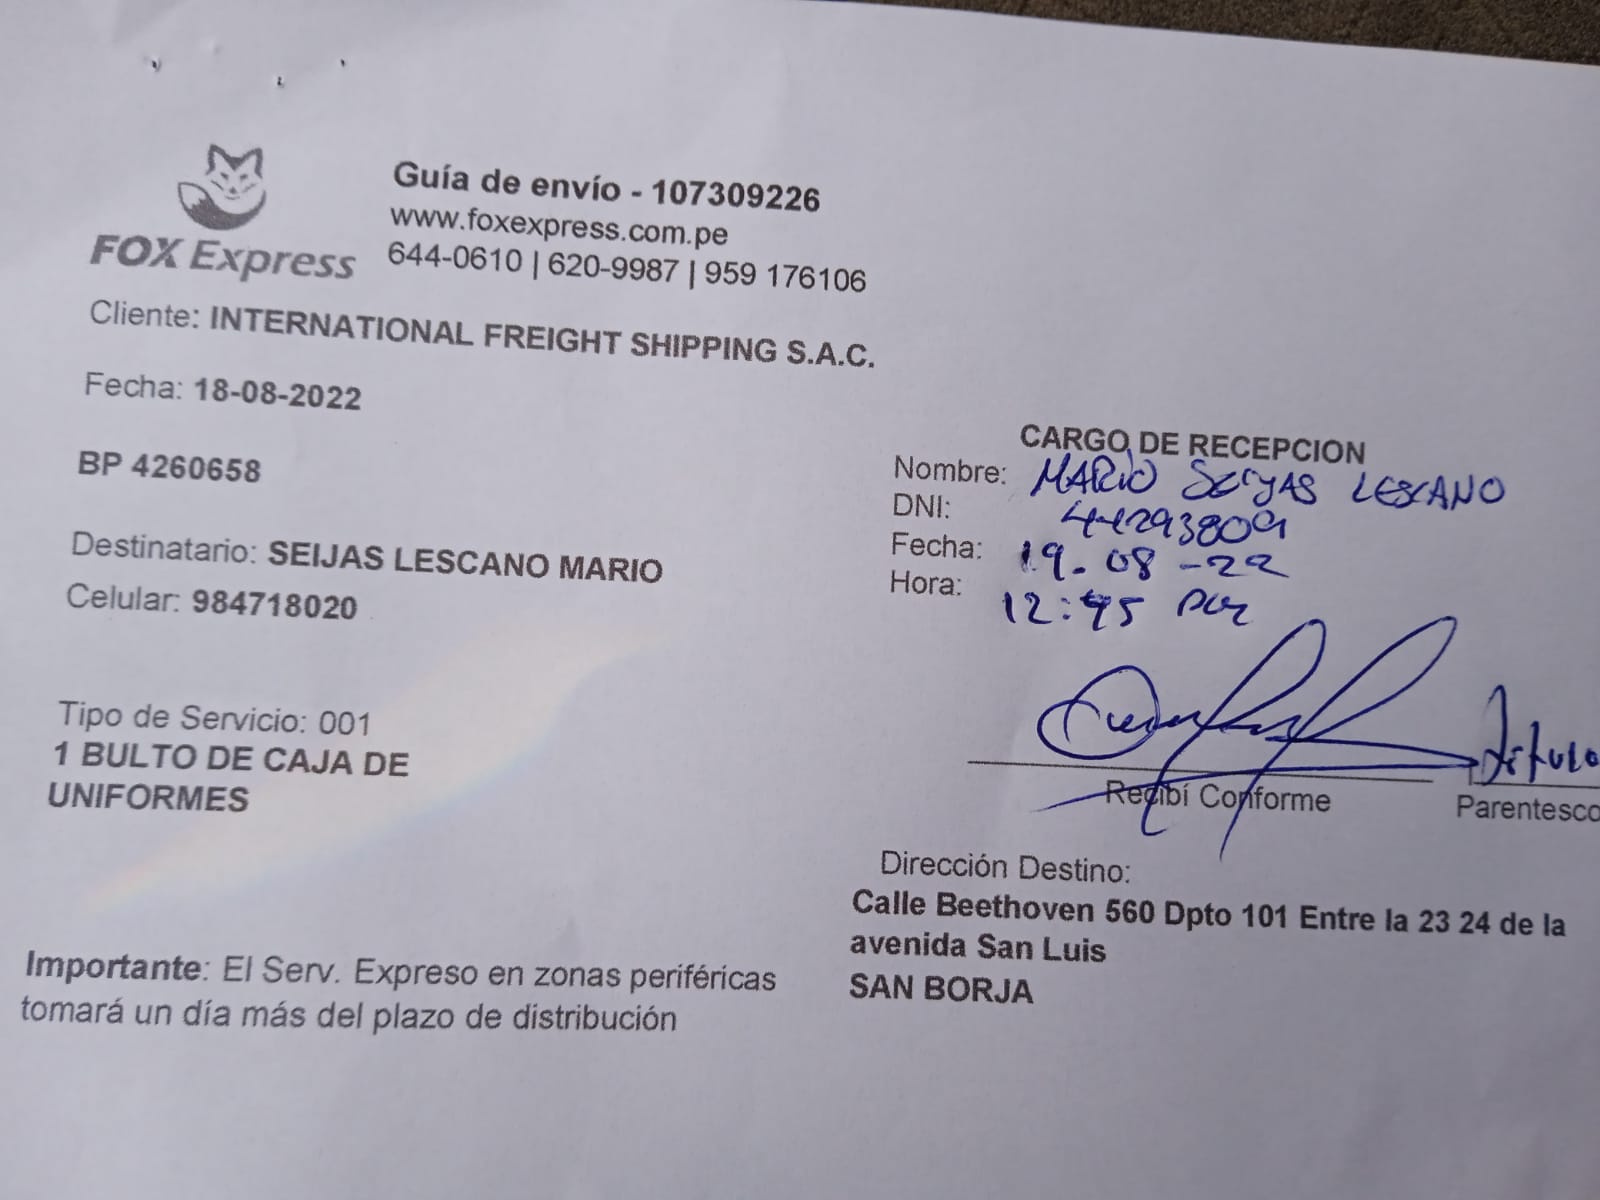 FOX Express
Guía de envío - 107309226
www.foxexpress.com.pe
644-0610 | 620-9987 | 959 176106
Cliente: INTERNATIONAL FREIGHT SHIPPING S.A.C.
Fecha: 18-08-2022
BP 4260658
Destinatario: SEIJAS LESCANO MARIO
Celular: 984718020
Tipo de Servicio: 001
1 BULTO DE CAJA DE
UNIFORMES
Importante: El Serv. Expreso en zonas periféricas
tomará un día más del plazo de distribución
CARGO DE RECEPCION
Nombre: MARIO SEIJAS LESCANO
DNI: 44293809
Fecha: 19-08-22
Hora: 12:45
Recibí Conforme
Parentesco
Dirección Destino:
Calle Beethoven 560 Dpto 101 Entre la 23 24 de la
avenida San Luis
SAN BORJA